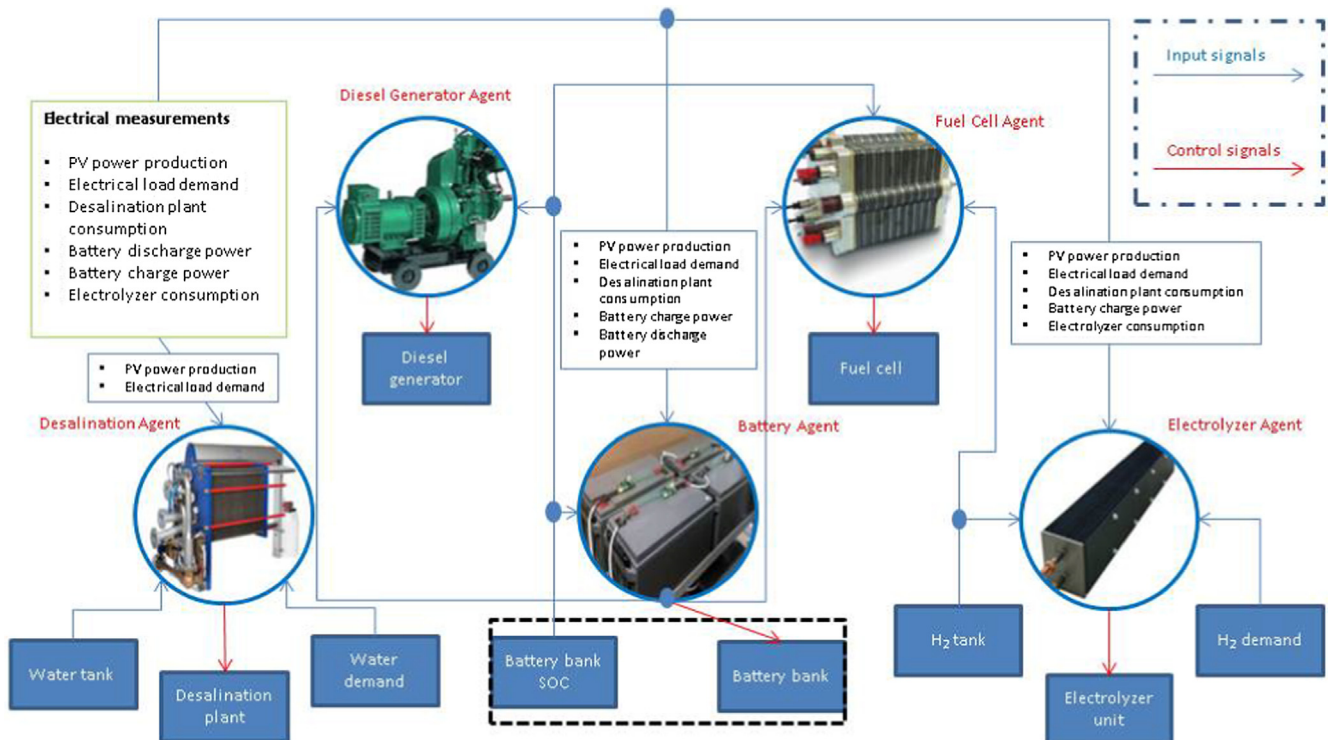 Input signals
Control signals
Diesel Generator Agent
Fuel Cell Agent
Electrical measurements
▪ PV power production
▪ Electrical load demand
▪ Desalination plant
consumption
▪ Battery discharge power
▪ Battery charge power
▪ Electrolyzer consumption
▪ PV power production
▪ Electrical load demand
▪ Desalination plant
consumption
▪ Battery charge power
▪ Battery discharge
power
▪ PV power production
▪ Electrical load demand
▪ Desalination plant consumption
▪ Battery charge power
▪ Electrolyzer consumption
Diesel
generator
Fuel cell
▪ PV power production
▪ Electrical load demand
Desalination Agent
Battery Agent
Electrolyzer Agent
Water tank
Desalination
plant
Water
demand
Battery bank
SOC
Battery bank
H₂ tank
Electrolyzer
unit
H₂ demand